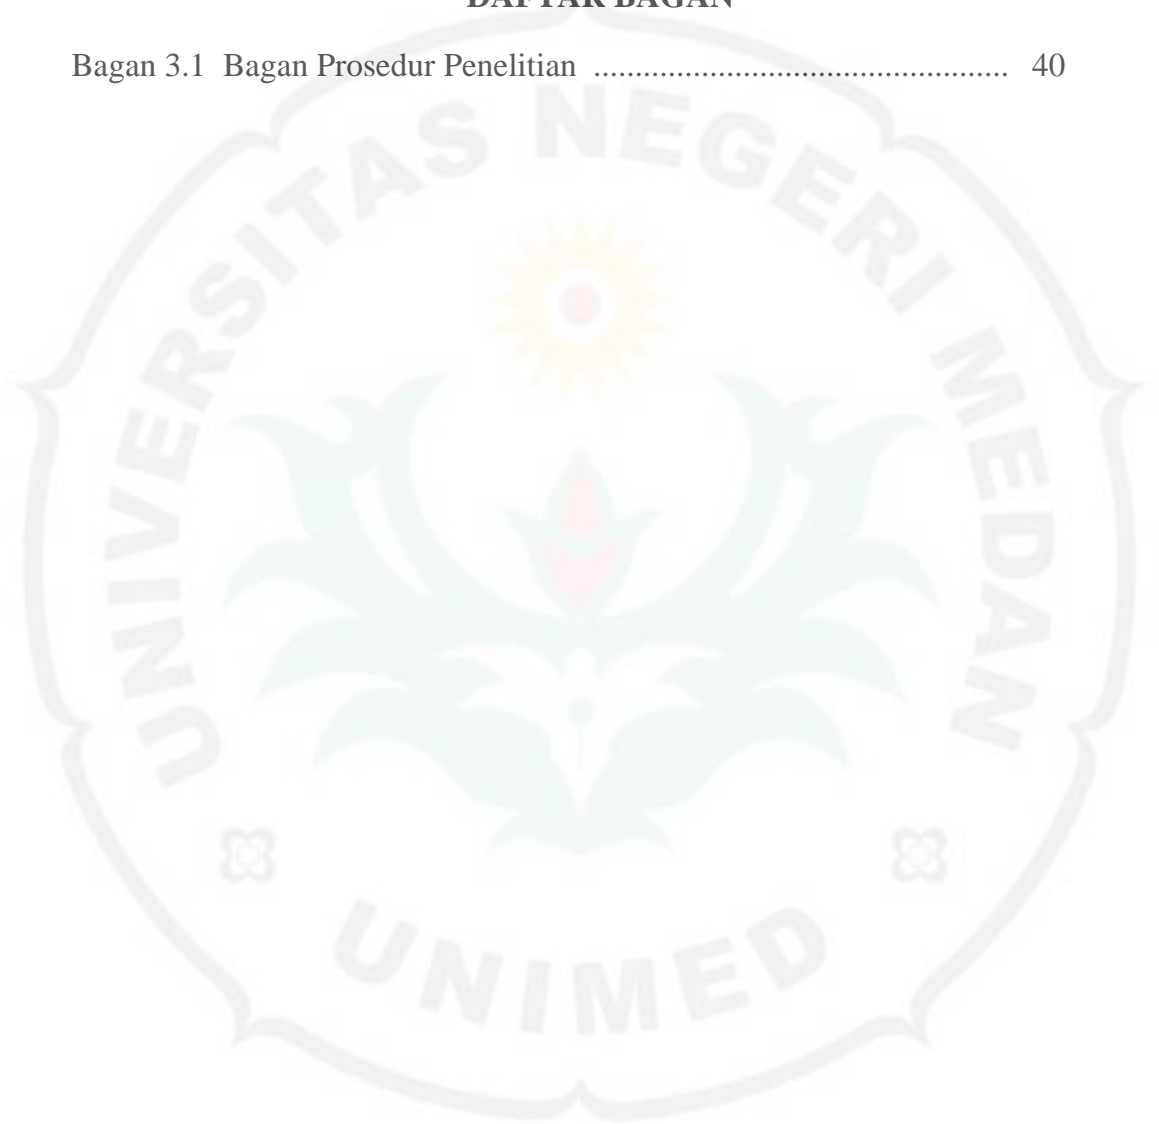 DAFTAR BAGAN
Bagan 3.1 Bagan Prosedur Penelitian .................................................. 40
UNIVERSITAS NEGERI MEDAN
UNIMED